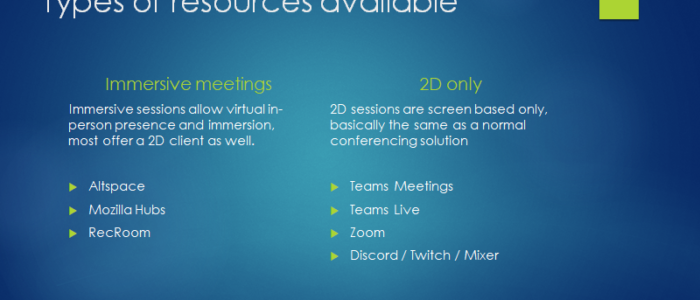 Types of resources available
Immersive meetings
Immersive sessions allow virtual in-
person presence and immersion,
most offer a 2D client as well.
Altspace
Mozilla Hubs
RecRoom
2D only
2D sessions are screen based only,
basically the same as a normal
conferencing solution
Teams Meetings
Teams Live
Zoom
Discord / Twitch / Mixer